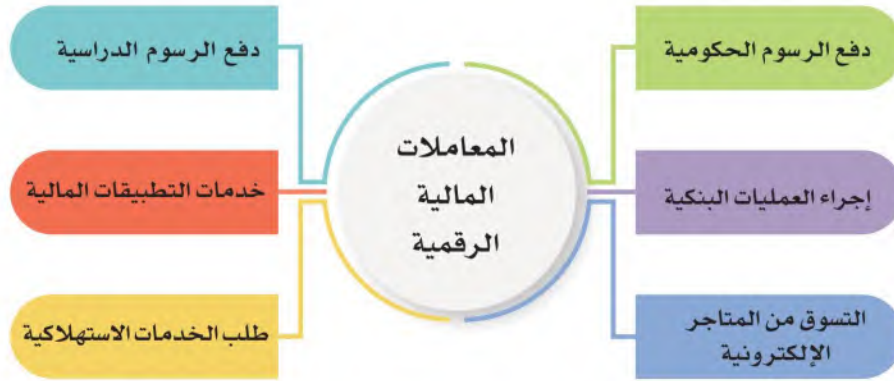 المعاملات
المالية
الرقمية
دفع الرسوم الحكومية
إجراء العمليات البنكية
التسوق من المتاجر
الإلكترونية
دفع الرسوم الدراسية
خدمات التطبيقات المالية
طلب الخدمات الاستهلاكية